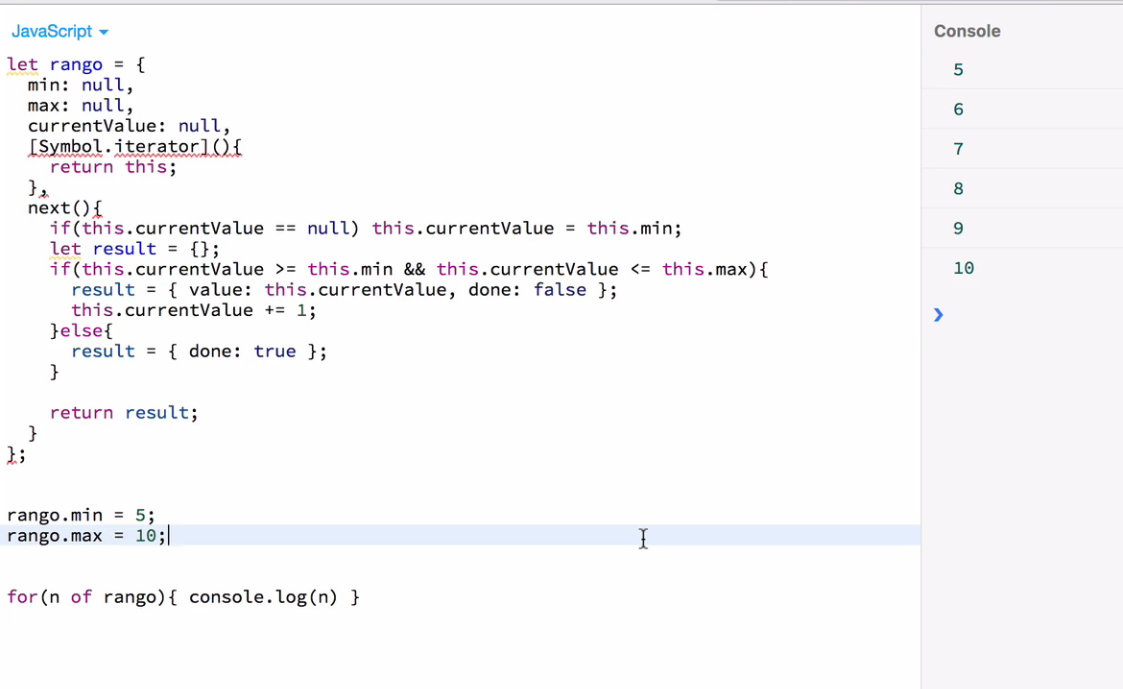 JavaScript
let rango = {
  min: null,
  max: null,
  currentValue: null,
  [Symbol.iterator](){
    return this;
  },
  next(){
    if(this.currentValue == null) this.currentValue = this.min;
    let result = {};
    if(this.currentValue >= this.min && this.currentValue <= this.max){
      result = { value: this.currentValue, done: false };
      this.currentValue += 1;
    }else{
      result = { done: true };
    }
    return result;
  }
};
rango.min = 5;
rango.max = 10;
for(n of rango){ console.log(n) }
Console
5
6
7
8
9
10